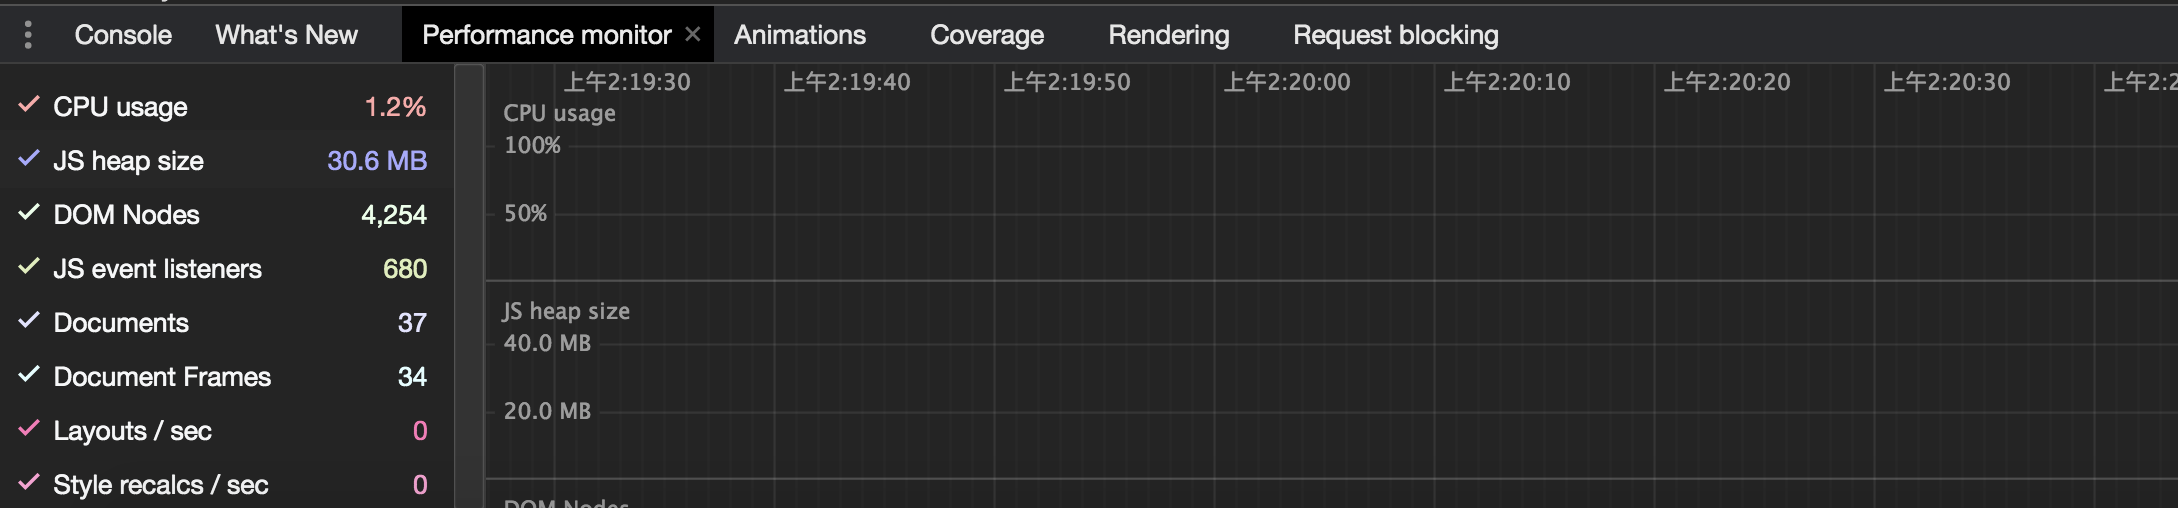 Console What's New Performance monitor × Animations Coverage Rendering Request blocking
CPU usage 1.2%
JS heap size 30.6 MB
DOM Nodes 4,254
JS event listeners 680
Documents 37
Document Frames 34
Layouts / sec 0
Style recalcs / sec 0
上午2:19:30 上午2:19:40 上午2:19:50 上午2:20:00 上午2:20:10 上午2:20:20 上午2:20:30 上午2:2
CPU usage
100%
50%
JS heap size
40.0 MB
20.0 MB
DOM Nodes